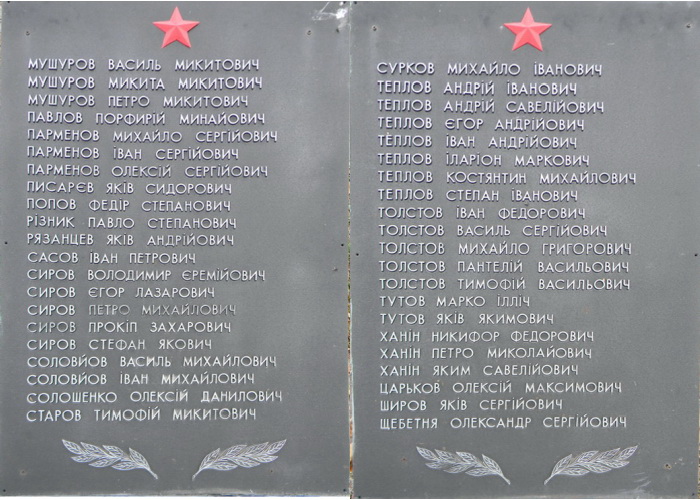 МУШУРОВ ВАСИЛЬ МИКИТОВИЧ
МУШУРОВ МИКИТА МИКИТОВИЧ
МУШУРОВ ПЕТРО МИКИТОВИЧ
ПАВЛОВ ПОРФИРІЙ МИНАЙОВИЧ
ПАРМЕНОВ МИХАЙЛО СЕРГІЙОВИЧ
ПАРМЕНОВ ІВАН СЕРГІЙОВИЧ
ПАРМЕНОВ ОЛЕКСІЙ СЕРГІЙОВИЧ
ПИСАРЄВ ЯКІВ СИДОРОВИЧ
ПОПОВ ФЕДІР СТЕПАНОВИЧ
РІЗНИК ПАВЛО СТЕПАНОВИЧ
РЯЗАНЦЕВ ЯКІВ АНДРІЙОВИЧ
САСОВ ІВАН ПЕТРОВИЧ
СИРОВ ВОЛОДИМИР ЄРЕМІЙОВИЧ
СИРОВ ЄГОР ЛАЗАРОВИЧ
СИРОВ ПЕТРО МИХАЙЛОВИЧ
СИРОВ ПРОКІП ЗАХАРОВИЧ
СИРОВ СТЕФАН ЯКОВИЧ
СОЛОВЙОВ ВАСИЛЬ МИХАЙЛОВИЧ
СОЛОВЙОВ ІВАН МИХАЙЛОВИЧ
СОЛОШЕНКО ОЛЕКСІЙ ДАНИЛОВИЧ
СТАРОВ ТИМОФІЙ МИКИТОВИЧ
СУРКОВ МИХАЙЛО ІВАНОВИЧ
ТЕПЛОВ АНДРІЙ ІВАНОВИЧ
ТЕПЛОВ АНДРІЙ САВЕЛІЙОВИЧ
ТЕПЛОВ ЄГОР АНДРІЙОВИЧ
ТЕПЛОВ ІВАН АНДРІЙОВИЧ
ТЕПЛОВ ІЛАРІОН МАРКОВИЧ
ТЕПЛОВ КОСТЯНТИН МИХАЙЛОВИЧ
ТЕПЛОВ СТЕПАН ІВАНОВИЧ
ТОЛСТОВ ІВАН ФЕДОРОВИЧ
ТОЛСТОВ ВАСИЛЬ СЕРГІЙОВИЧ
ТОЛСТОВ МИХАЙЛО ГРИГОРОВИЧ
ТОЛСТОВ ПАНТЕЛІЙ ВАСИЛЬОВИЧ
ТОЛСТОВ ТИМОФІЙ ВАСИЛЬОВИЧ
ТУТОВ МАРКО ІЛЛІЧ
ТУТОВ ЯКІВ ЯКИМОВИЧ
ХАНІН НИКИФОР ФЕДОРОВИЧ
ХАНІН ПЕТРО МИКОЛАЙОВИЧ
ХАНІН ЯКИМ САВЕЛІЙОВИЧ
ЦАРЬКОВ ОЛЕКСІЙ МАКСИМОВИЧ
ШИРОВ ЯКІВ СЕРГІЙОВИЧ
ЩЕБЕТНЯ ОЛЕКСАНДР СЕРГІЙОВИЧ